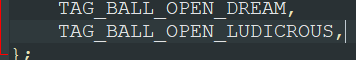 TAG_BALL_OPEN_DREAM,
TAG_BALL_OPEN_LUDICROUS,
};